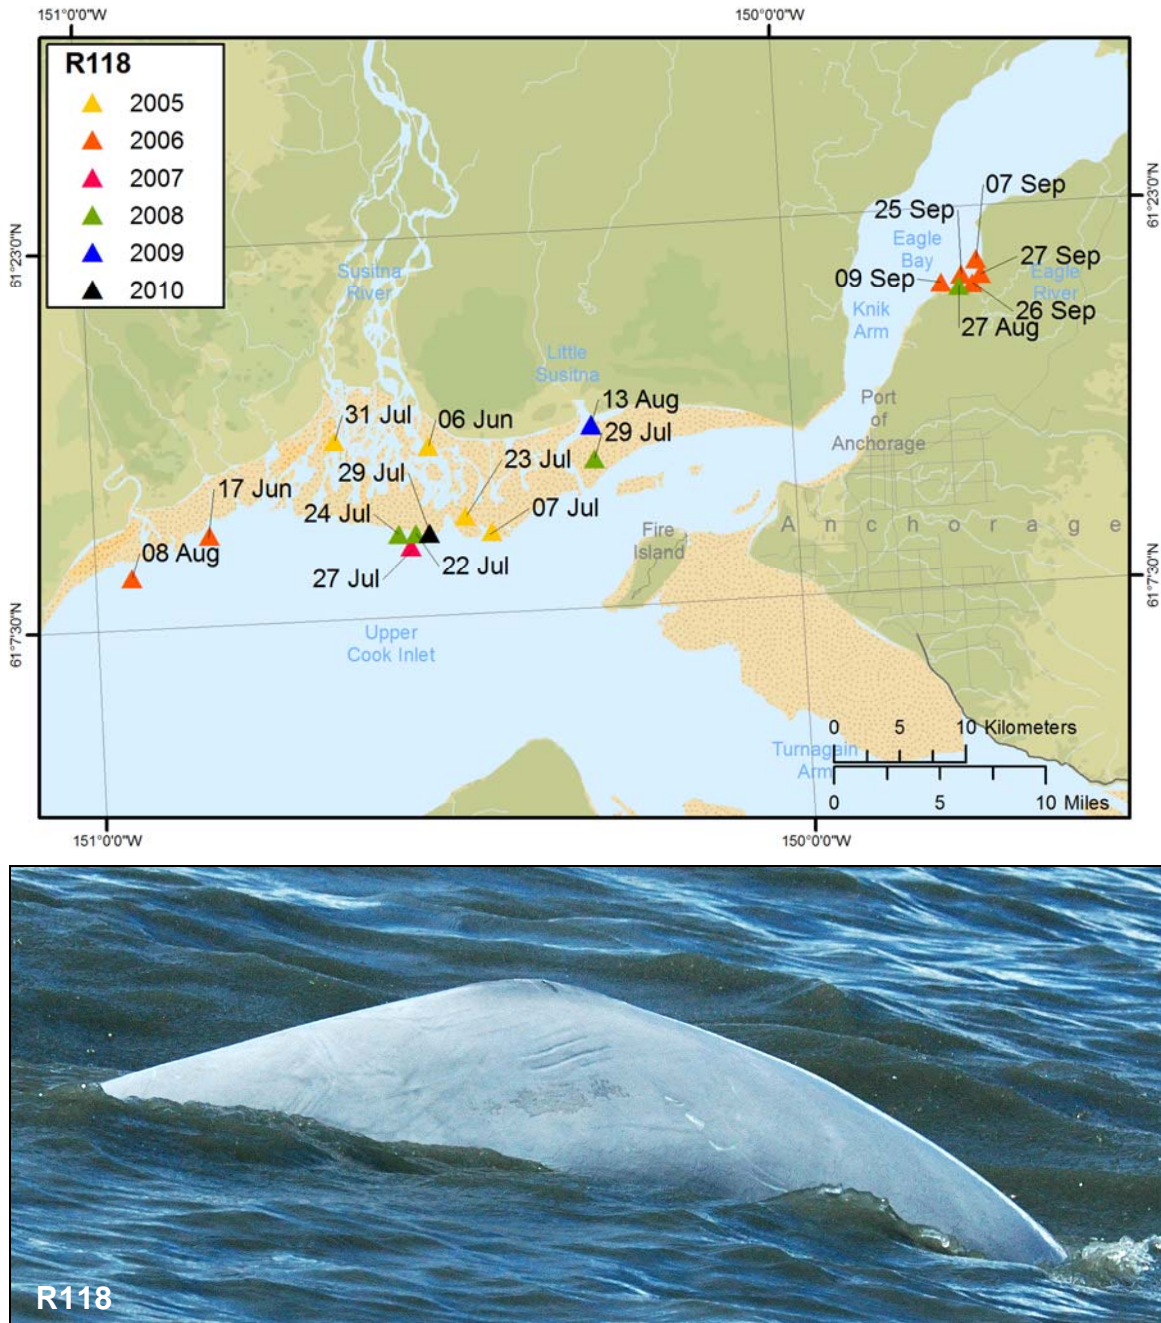 151°0'0"W
150°0'0"W
R118
2005
2006
2007
2008
2009
2010
61°23'0"N
61°23'0"N
07 Sep
25 Sep
Eagle
Bay
27 Sep
Eagle
River
09 Sep
26 Sep
27 Aug
Knik
Arm
Susitna
River
Little
Susitna
13 Aug
29 Jul
Port
of
Anchorage
31 Jul
06 Jun
23 Jul
29 Jul
07 Jul
17 Jun
24 Jul
08 Aug
27 Jul
22 Jul
Fire
Island
Anchorage
61°7'30"N
61°7'30"N
Upper
Cook Inlet
Turnagain
Arm
0 5 10 Kilometers
0 5 10 Miles
151°0'0"W
150°0'0"W
R118